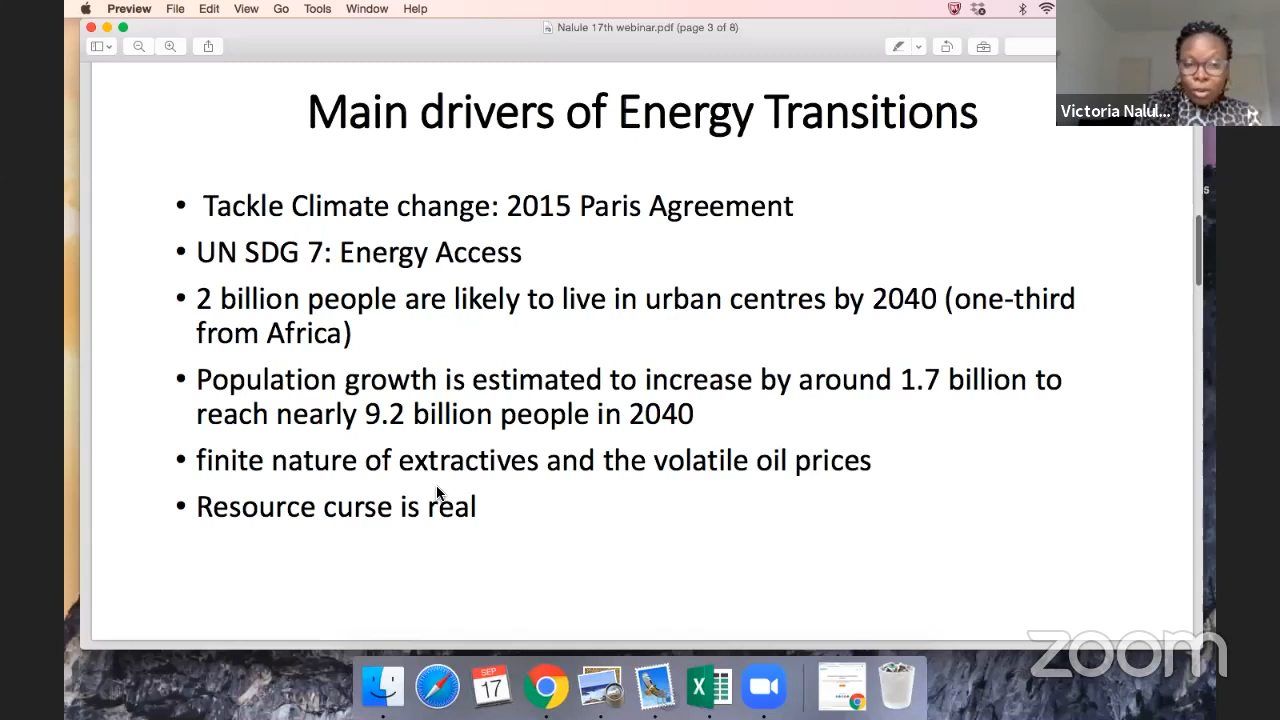 Preview File Edit View Go Tools Window Help
Nalule 17th webinar.pdf (page 3 of 8)
Victoria Nalul...
Main drivers of Energy Transitions
• Tackle Climate change: 2015 Paris Agreement
• UN SDG 7: Energy Access
• 2 billion people are likely to live in urban centres by 2040 (one-third
from Africa)
• Population growth is estimated to increase by around 1.7 billion to
reach nearly 9.2 billion people in 2040
• finite nature of extractives and the volatile oil prices
• Resource curse is real
zoom
SEP
17